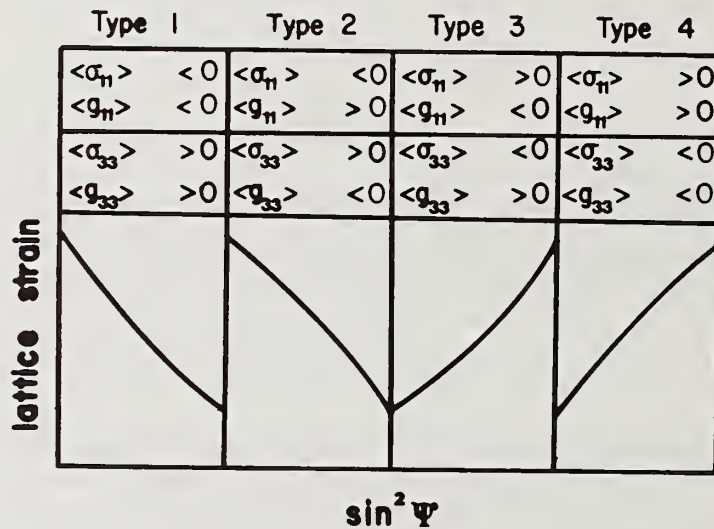 Type 1 Type 2 Type 3 Type 4
<σ₁₁> <0 <σ₁₁> <0 <σ₁₁> >0 <σ₁₁> >0
<g₁₁> <0 <g₁₁> >0 <g₁₁> <0 <g₁₁> >0
<σ₃₃> >0 <σ₃₃> >0 <σ₃₃> <0 <σ₃₃> <0
<g₃₃> >0 <g₃₃> <0 <g₃₃> >0 <g₃₃> <0
lattice strain
sin² Ψ